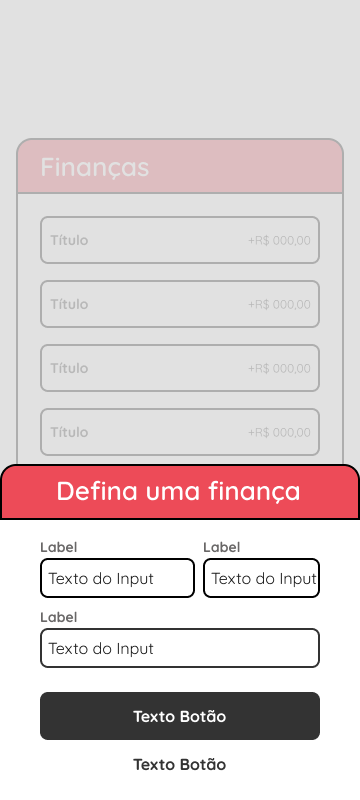 Finanças
Título +R$ 000,00
Título +R$ 000,00
Título +R$ 000,00
Título +R$ 000,00
Defina uma finança
Label Label
Texto do Input Texto do Input
Label
Texto do Input
Texto Botão
Texto Botão